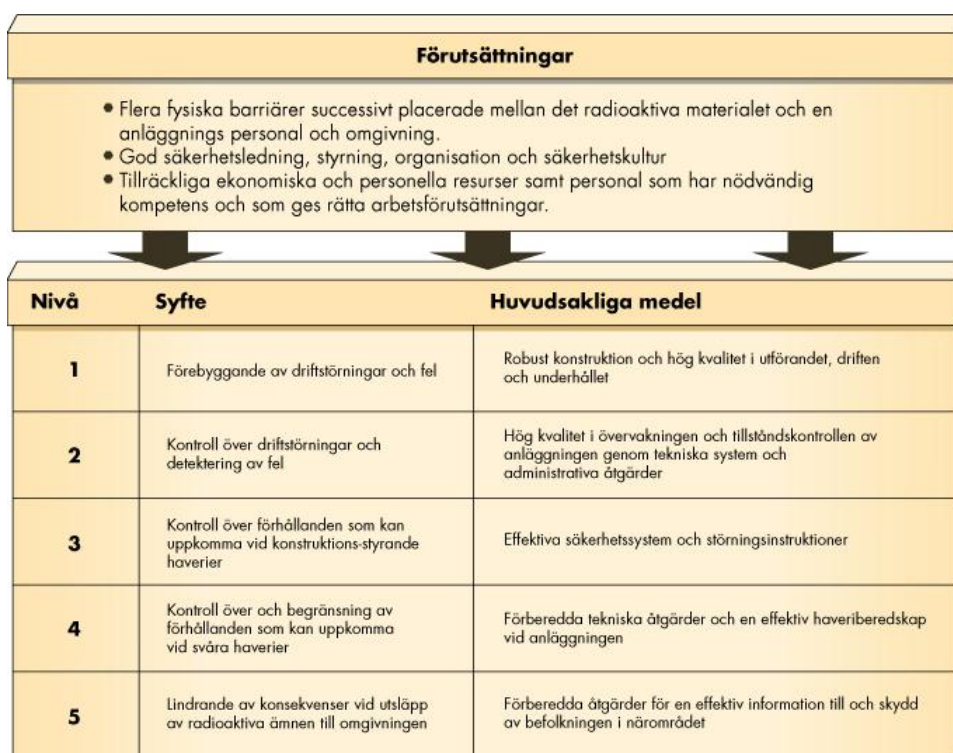 Förutsättningar
• Flera fysiska barriärer successivt placerade mellan det radioaktiva materialet och en
anläggnings personal och omgivning.
• God säkerhetsledning, styrning, organisation och säkerhetskultur
• Tillräckliga ekonomiska och personella resurser samt personal som har nödvändig
kompetens och som ges rätta arbetsförutsättningar.
Nivå Syfte Huvudsakliga medel
1
Förebyggande av driftstörningar och fel
Robust konstruktion och hög kvalitet i utförandet, driften
och underhållet
2
Kontroll över driftstörningar och
detektering av fel
Hög kvalitet i övervakningen och tillståndskontrollen av
anläggningen genom tekniska system och
administrativa åtgärder
3
Kontroll över förhållanden som kan
uppkomma vid konstruktions-styrande
haverier
Effektiva säkerhetssystem och störningsinstruktioner
4
Kontroll över och begränsning av
förhållanden som kan uppkomma
vid svåra haverier
Förberedda tekniska åtgärder och en effektiv haveriberedskap
vid anläggningen
5
Lindrande av konsekvenser vid utsläpp
av radioaktiva ämnen till omgivningen
Förberedda åtgärder för en effektiv information till och skydd
av befolkningen i närområdet